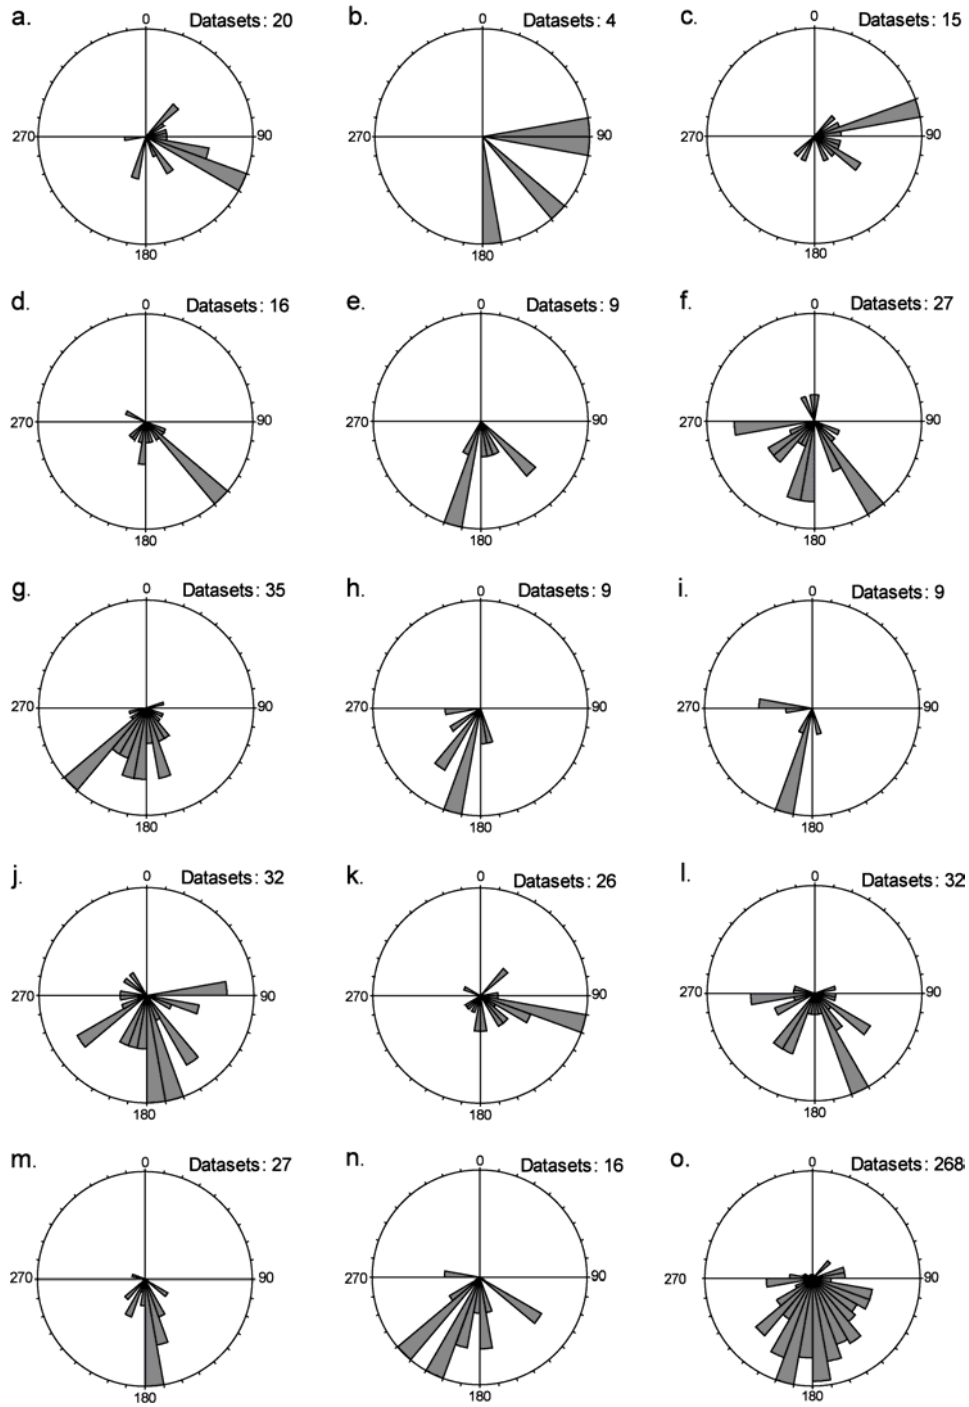 a. 0 Datasets: 20
270 90
180
b. 0 Datasets: 4
270 90
180
c. 0 Datasets: 15
270 90
180
d. 0 Datasets: 16
270 90
180
e. 0 Datasets: 9
270 90
180
f. 0 Datasets: 27
270 90
180
g. 0 Datasets: 35
270 90
180
h. 0 Datasets: 9
270 90
180
i. 0 Datasets: 9
270 90
180
j. 0 Datasets: 32
270 90
180
k. 0 Datasets: 26
270 90
180
l. 0 Datasets: 32
270 90
180
m. 0 Datasets: 27
270 90
180
n. 0 Datasets: 16
270 90
180
o. 0 Datasets: 268
270 90
180